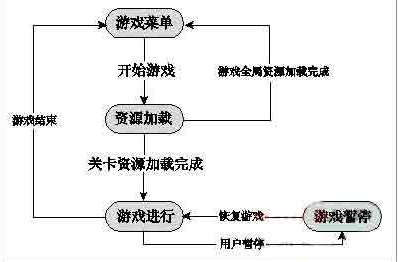 游戏菜单
开始游戏
游戏全局资源加载完成
资源加载
游戏结束
关卡资源加载完成
游戏进行
恢复游戏
游戏暂停
用户暂停